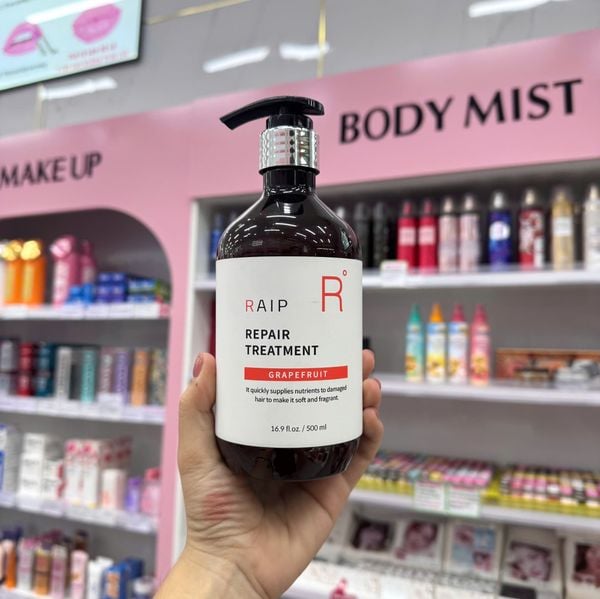 MAKE UP
BODY MIST
RAIP
R°
REPAIR
TREATMENT
GRAPEFRUIT
It quickly supplies nutrients to damaged
hair to make it soft and fragrant.
16.9 fl.oz. / 500 ml